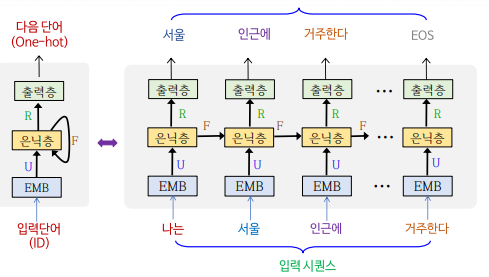 다음 단어
(One-hot)
출력층
R
은닉층
F
U
EMB
입력단어
(ID)
서울 인근에 거주한다 EOS
출력층 출력층 출력층 ... 출력층
R R R R
F F F
은닉층 은닉층 은닉층 ... 은닉층
U U U U
EMB EMB EMB ... EMB
나는 서울 인근에 거주한다
입력 시퀀스